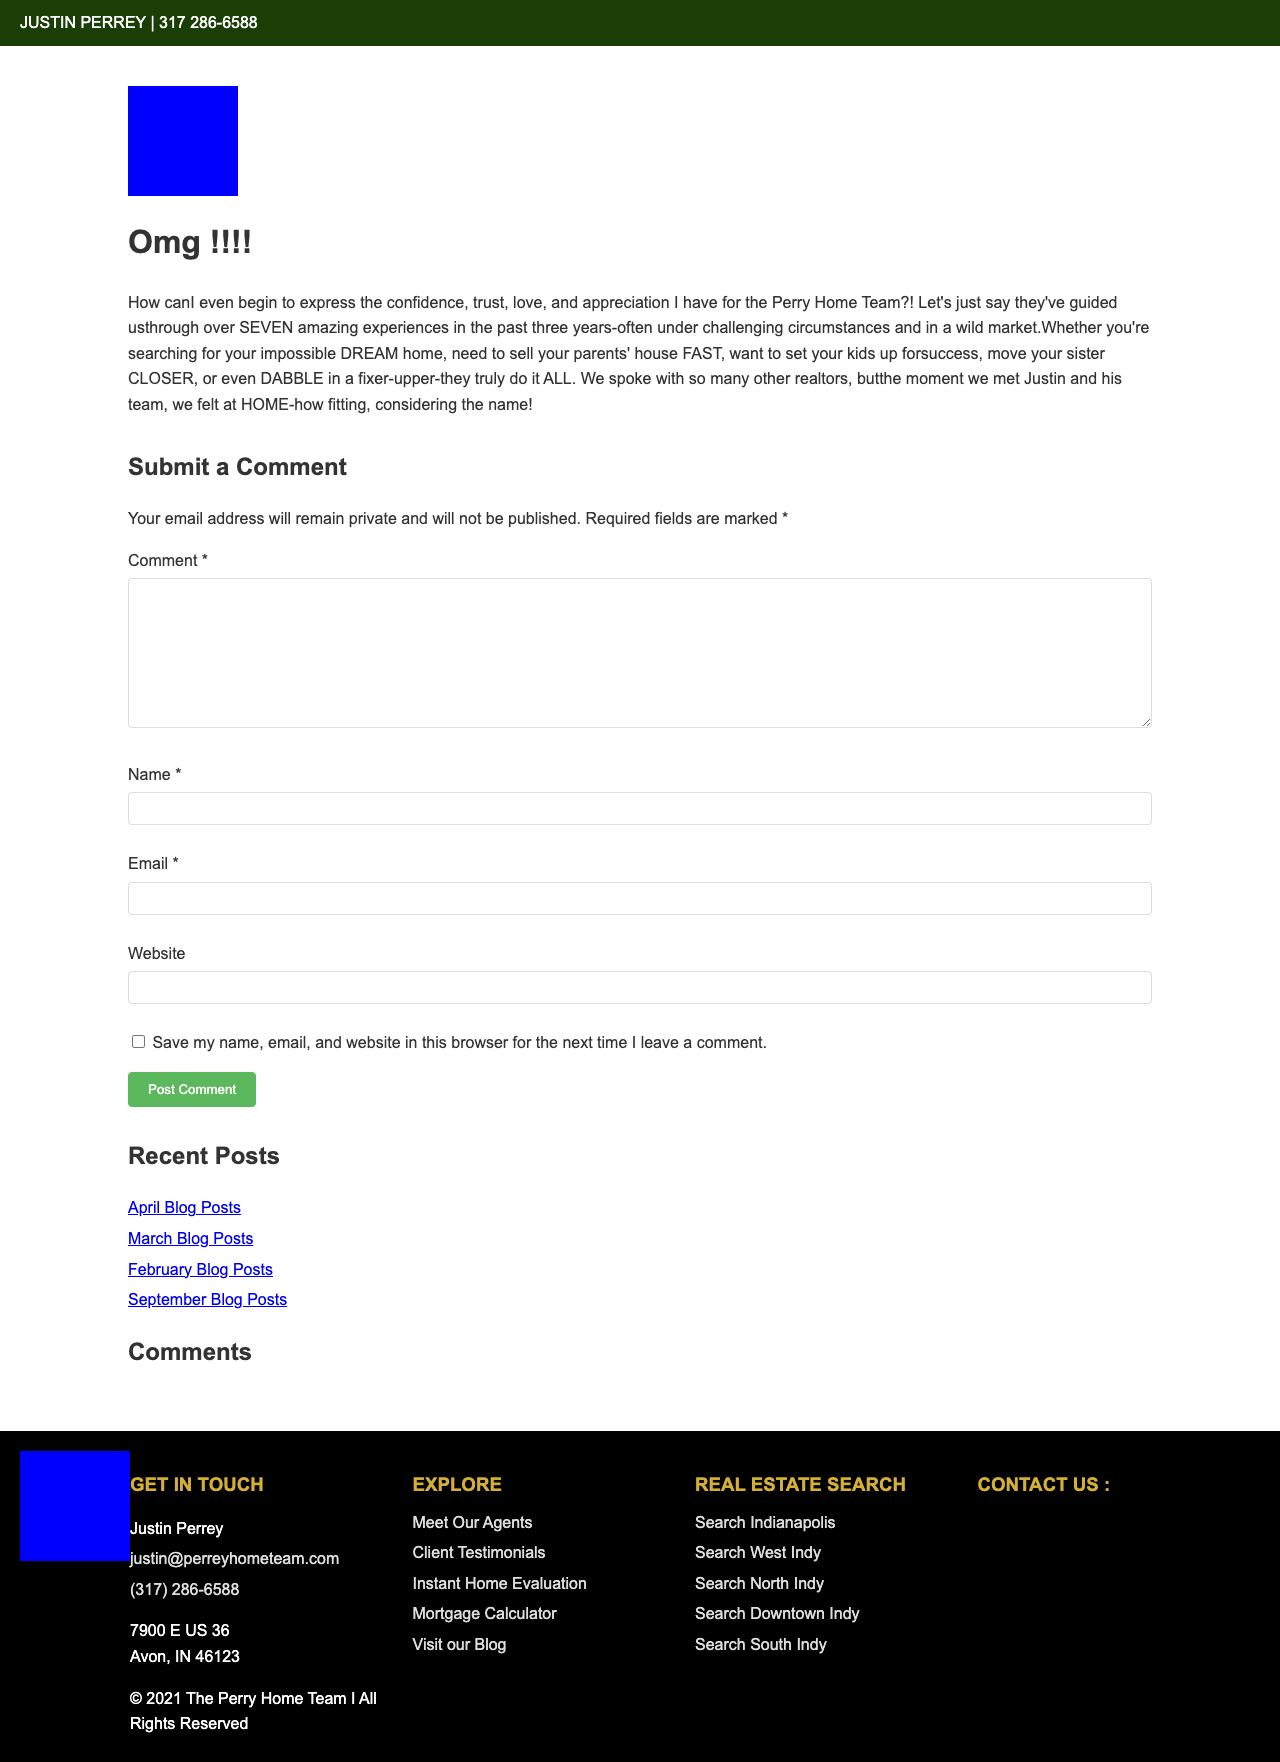 JUSTIN PERREY | 317 286-6588
Omg !!!!
How canI even begin to express the confidence, trust, love, and appreciation I have for the Perry Home Team?! Let's just say they've guided
usthrough over SEVEN amazing experiences in the past three years-often under challenging circumstances and in a wild market.Whether you're
searching for your impossible DREAM home, need to sell your parents' house FAST, want to set your kids up forsuccess, move your sister
CLOSER, or even DABBLE in a fixer-upper-they truly do it ALL. We spoke with so many other realtors, butthe moment we met Justin and his
team, we felt at HOME-how fitting, considering the name!
Submit a Comment
Your email address will remain private and will not be published. Required fields are marked *
Comment *
Name *
Email *
Website
Save my name, email, and website in this browser for the next time I leave a comment.
Post Comment
Recent Posts
April Blog Posts
March Blog Posts
February Blog Posts
September Blog Posts
Comments
GET IN TOUCH
Justin Perrey
justin@perreyhometeam.com
(317) 286-6588
7900 E US 36
Avon, IN 46123
© 2021 The Perry Home Team I All
Rights Reserved
EXPLORE
Meet Our Agents
Client Testimonials
Instant Home Evaluation
Mortgage Calculator
Visit our Blog
REAL ESTATE SEARCH
Search Indianapolis
Search West Indy
Search North Indy
Search Downtown Indy
Search South Indy
CONTACT US :